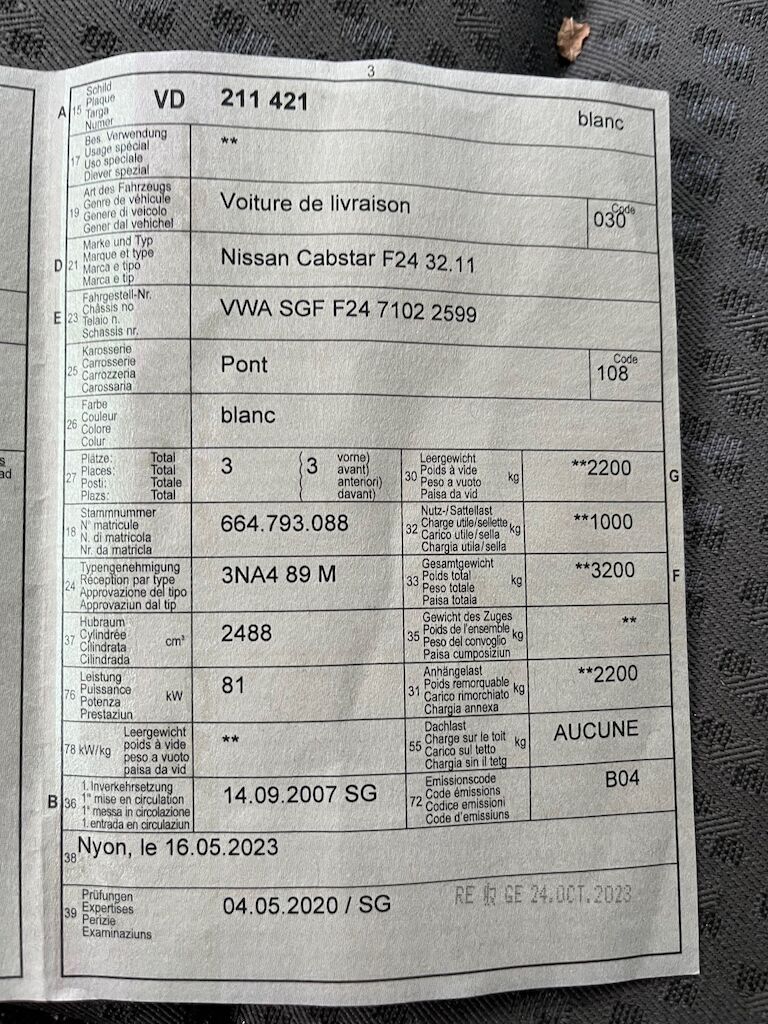 3
A 15 Schild
Plaque
Targa
Numer
VD 211 421 blanc
17 Bes. Verwendung
Usage spécial
Uso speciale
Diever spezial
**
19 Art des Fahrzeugs
Genre de véhicule
Genere di veicolo
Gener dal vehichel
Voiture de livraison
Code
030
D 21 Marke und Typ
Marque et type
Marca e tipo
Marca e tip
Nissan Cabstar F24 32.11
E 23 Fahrgestell-Nr.
Châssis no
Telaio n.
Schassis nr.
VWA SGF F24 7102 2599
25 Karosserie
Carrosserie
Carrozzeria
Carossaria
Pont
Code
108
26 Farbe
Couleur
Colore
Colur
blanc
27 Plätze: Total
Places: Total
Posti: Totale
Plazs: Total
3 (3 vorne)
avant)
anteriori)
davant)
30 Leergewicht
Poids à vide
Peso a vuoto
Paisa da vid
kg
**2200 G
18 Stammnummer
N° matricule
N. di matricola
Nr. da matricla
664.793.088
32 Nutz-/Sattellast
Charge utile/sellette
Carico utile/sella
Chargia utila/sella
kg
**1000
24 Typengenehmigung
Réception par type
Approvazione del tipo
Approvaziun dal tip
3NA4 89 M
33 Gesamtgewicht
Poids total
Peso totale
Paisa totala
kg
**3200 F
37 Hubraum
Cylindrée
Cilindrata
Cilindrada
cm³
2488
35 Gewicht des Zuges
Poids de l'ensemble
Peso del convoglio
Paisa cumposiziun
kg
**
76 Leistung
Puissance
Potenza
Prestaziun
kW
81
31 Anhängelast
Poids remorquable
Carico rimorchiato
Chargia annexa
kg
**2200
78 kW/kg Leergewicht
poids à vide
peso a vuoto
paisa da vid
**
55 Dachlast
Charge sur le toit
Carico sul tetto
Chargia sin il tetg
kg
AUCUNE
B 36 1. Inverkehrsetzung
1re mise en circulation
1a messa in circolazione
1. entrada en circulaziun
14.09.2007 SG
72 Emissionscode
Code émissions
Codice emissioni
Code d'emissiuns
B04
38 Nyon, le 16.05.2023
39 Prüfungen
Expertises
Perizie
Examinaziuns
04.05.2020 / SG
RE GE 24.OCT.2023